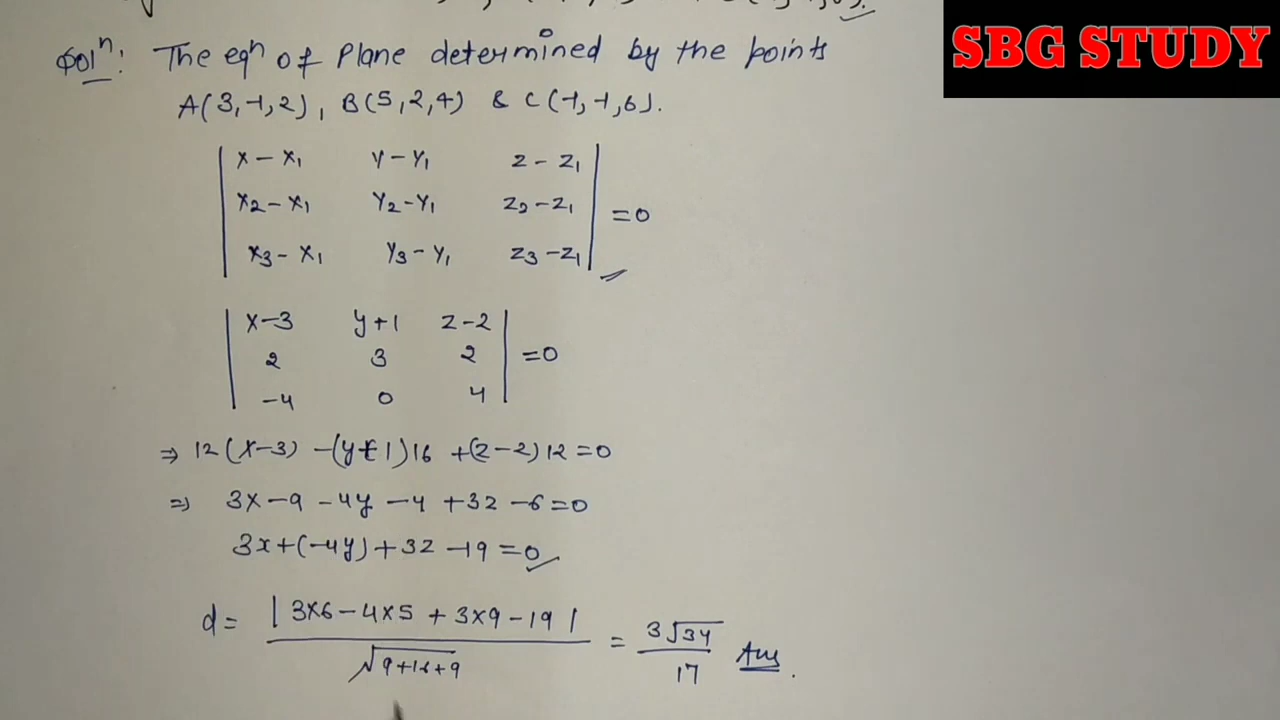 SBG STUDY
Solⁿ: The eqⁿ of Plane determined by the points
A(3,-1,2), B(5,2,4) & C(-1,-1,6).
| x-x₁ y-y₁ z-z₁ |
| x₂-x₁ y₂-y₁ z₂-z₁ | =0
| x₃-x₁ y₃-y₁ z₃-z₁ |
| x-3 y+1 z-2 |
| 2 3 2 | =0
| -4 0 4 |
⇒ 12(x-3) -(y+1)16 +(z-2)12=0
⇒ 3x-9-4y-4+3z-6=0
3x+(-4y)+3z-19=0
d= |3×6-4×5+3×9-19| / √9+16+9 = 3√34 / 17 Ans.